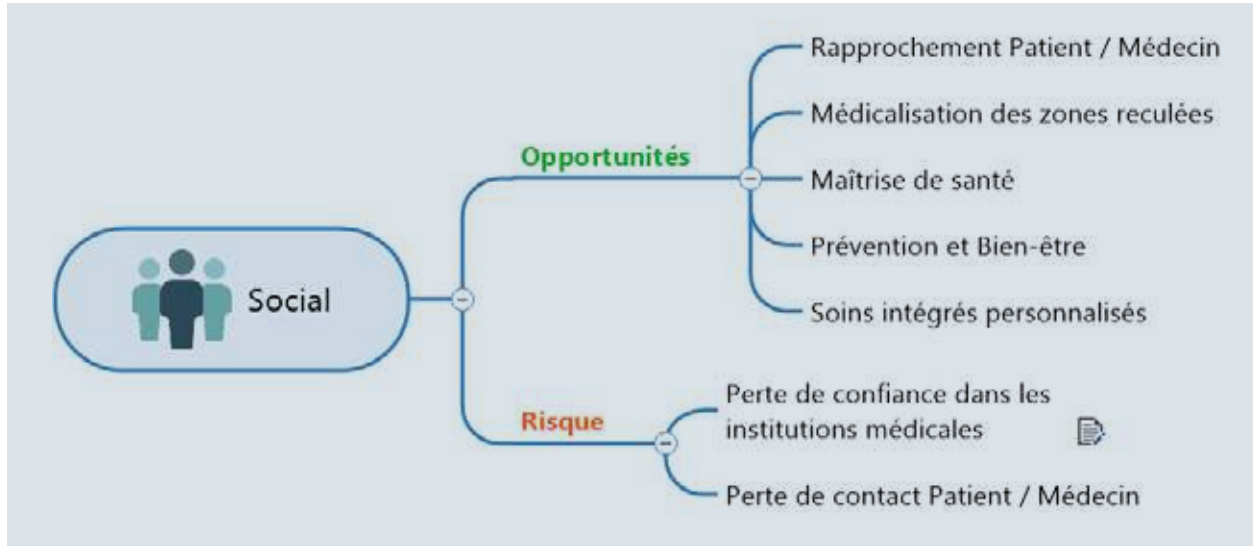 Social
Opportunités
Rapprochement Patient / Médecin
Médicalisation des zones reculées
Maîtrise de santé
Prévention et Bien-être
Soins intégrés personnalisés
Risque
Perte de confiance dans les
institutions médicales
Perte de contact Patient / Médecin